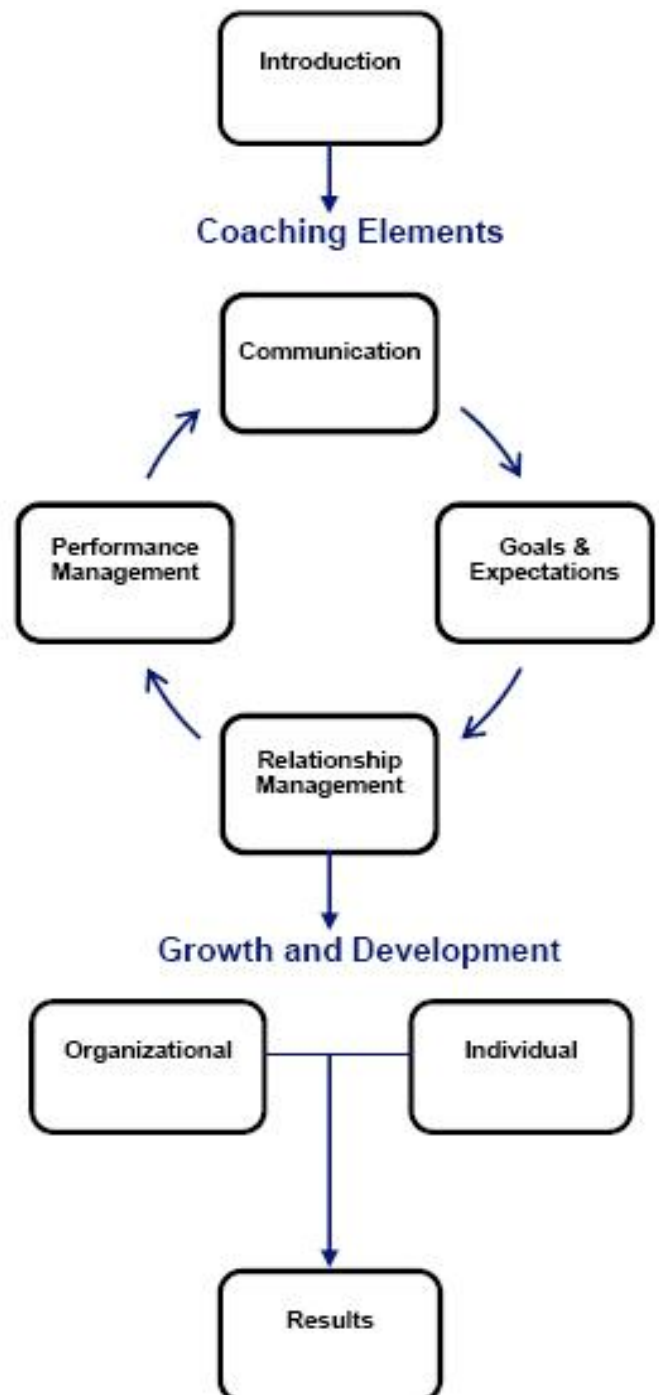 Introduction
Coaching Elements
Communication
Performance
Management
Goals &
Expectations
Relationship
Management
Growth and Development
Organizational
Individual
Results